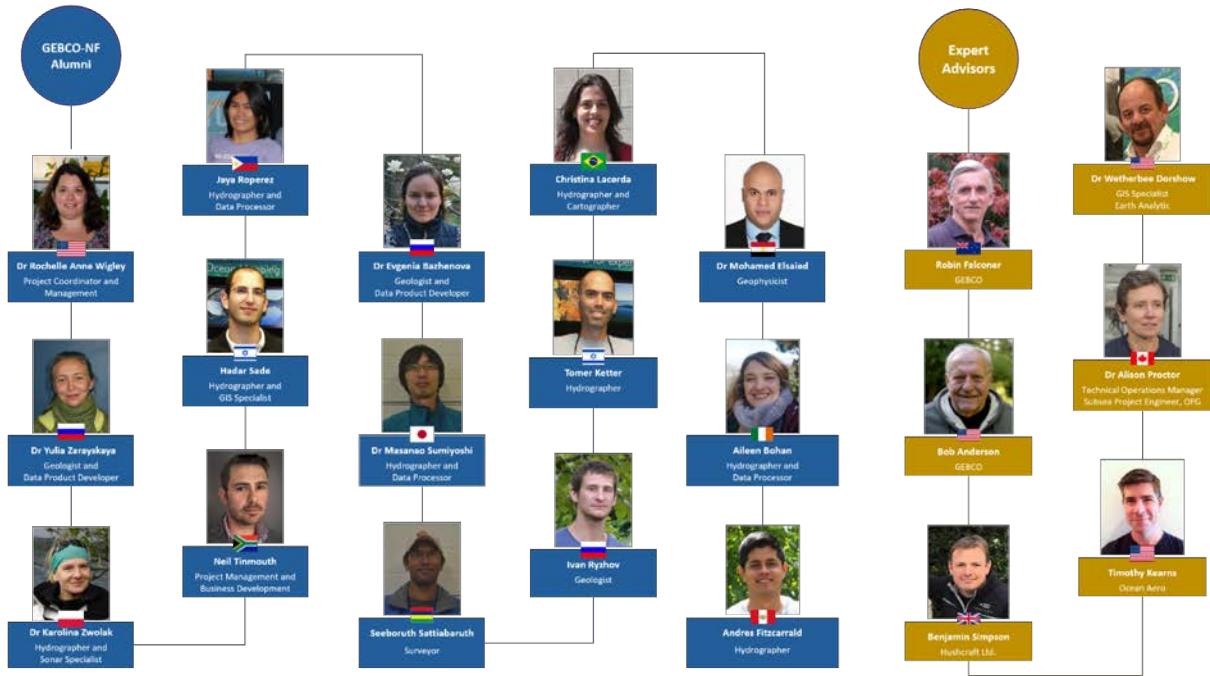 GEBCO-NF
Alumni
Dr Rochelle Anne Wigley
Project Coordinator and
Management
Dr Yulia Zarayskaya
Geologist and
Data Product Developer
Dr Karolina Zwolak
Hydrographer and
Sonar Specialist
Jaya Roperez
Hydrographer and
Data Processor
Hadar Sade
Hydrographer and
GIS Specialist
Neil Tinmouth
Project Management and
Business Development
Dr Evgenia Bazhenova
Geologist and
Data Product Developer
Dr Masanao Sumiyoshi
Hydrographer and
Data Processor
Seeboruth Sattiabaruth
Surveyor
Christina Lacerda
Hydrographer and
Cartographer
Tomer Ketter
Hydrographer
Ivan Ryzhov
Geologist
Dr Mohamed Elsaied
Geophysicist
Aileen Bohan
Hydrographer and
Data Processor
Andres Fitzcarrald
Hydrographer
Expert
Advisors
Robin Falconer
GEBCO
Bob Anderson
GEBCO
Benjamin Simpson
Hushcraft Ltd.
Dr Wetherbee Dorshow
GIS Specialist
Earth Analytic
Dr Alison Proctor
Technical Operations Manager
Subsea Project Engineer, OFG
Timothy Kearns
Ocean Aero